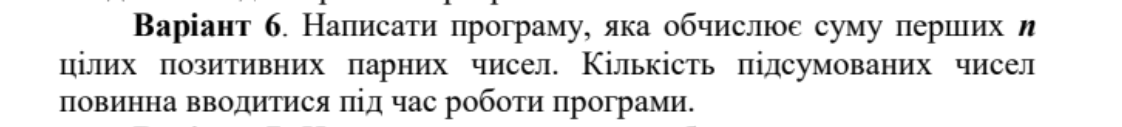 Варіант 6. Написати програму, яка обчислює суму перших n
цілих позитивних парних чисел. Кількість підсумованих чисел
повинна вводитися під час роботи програми.